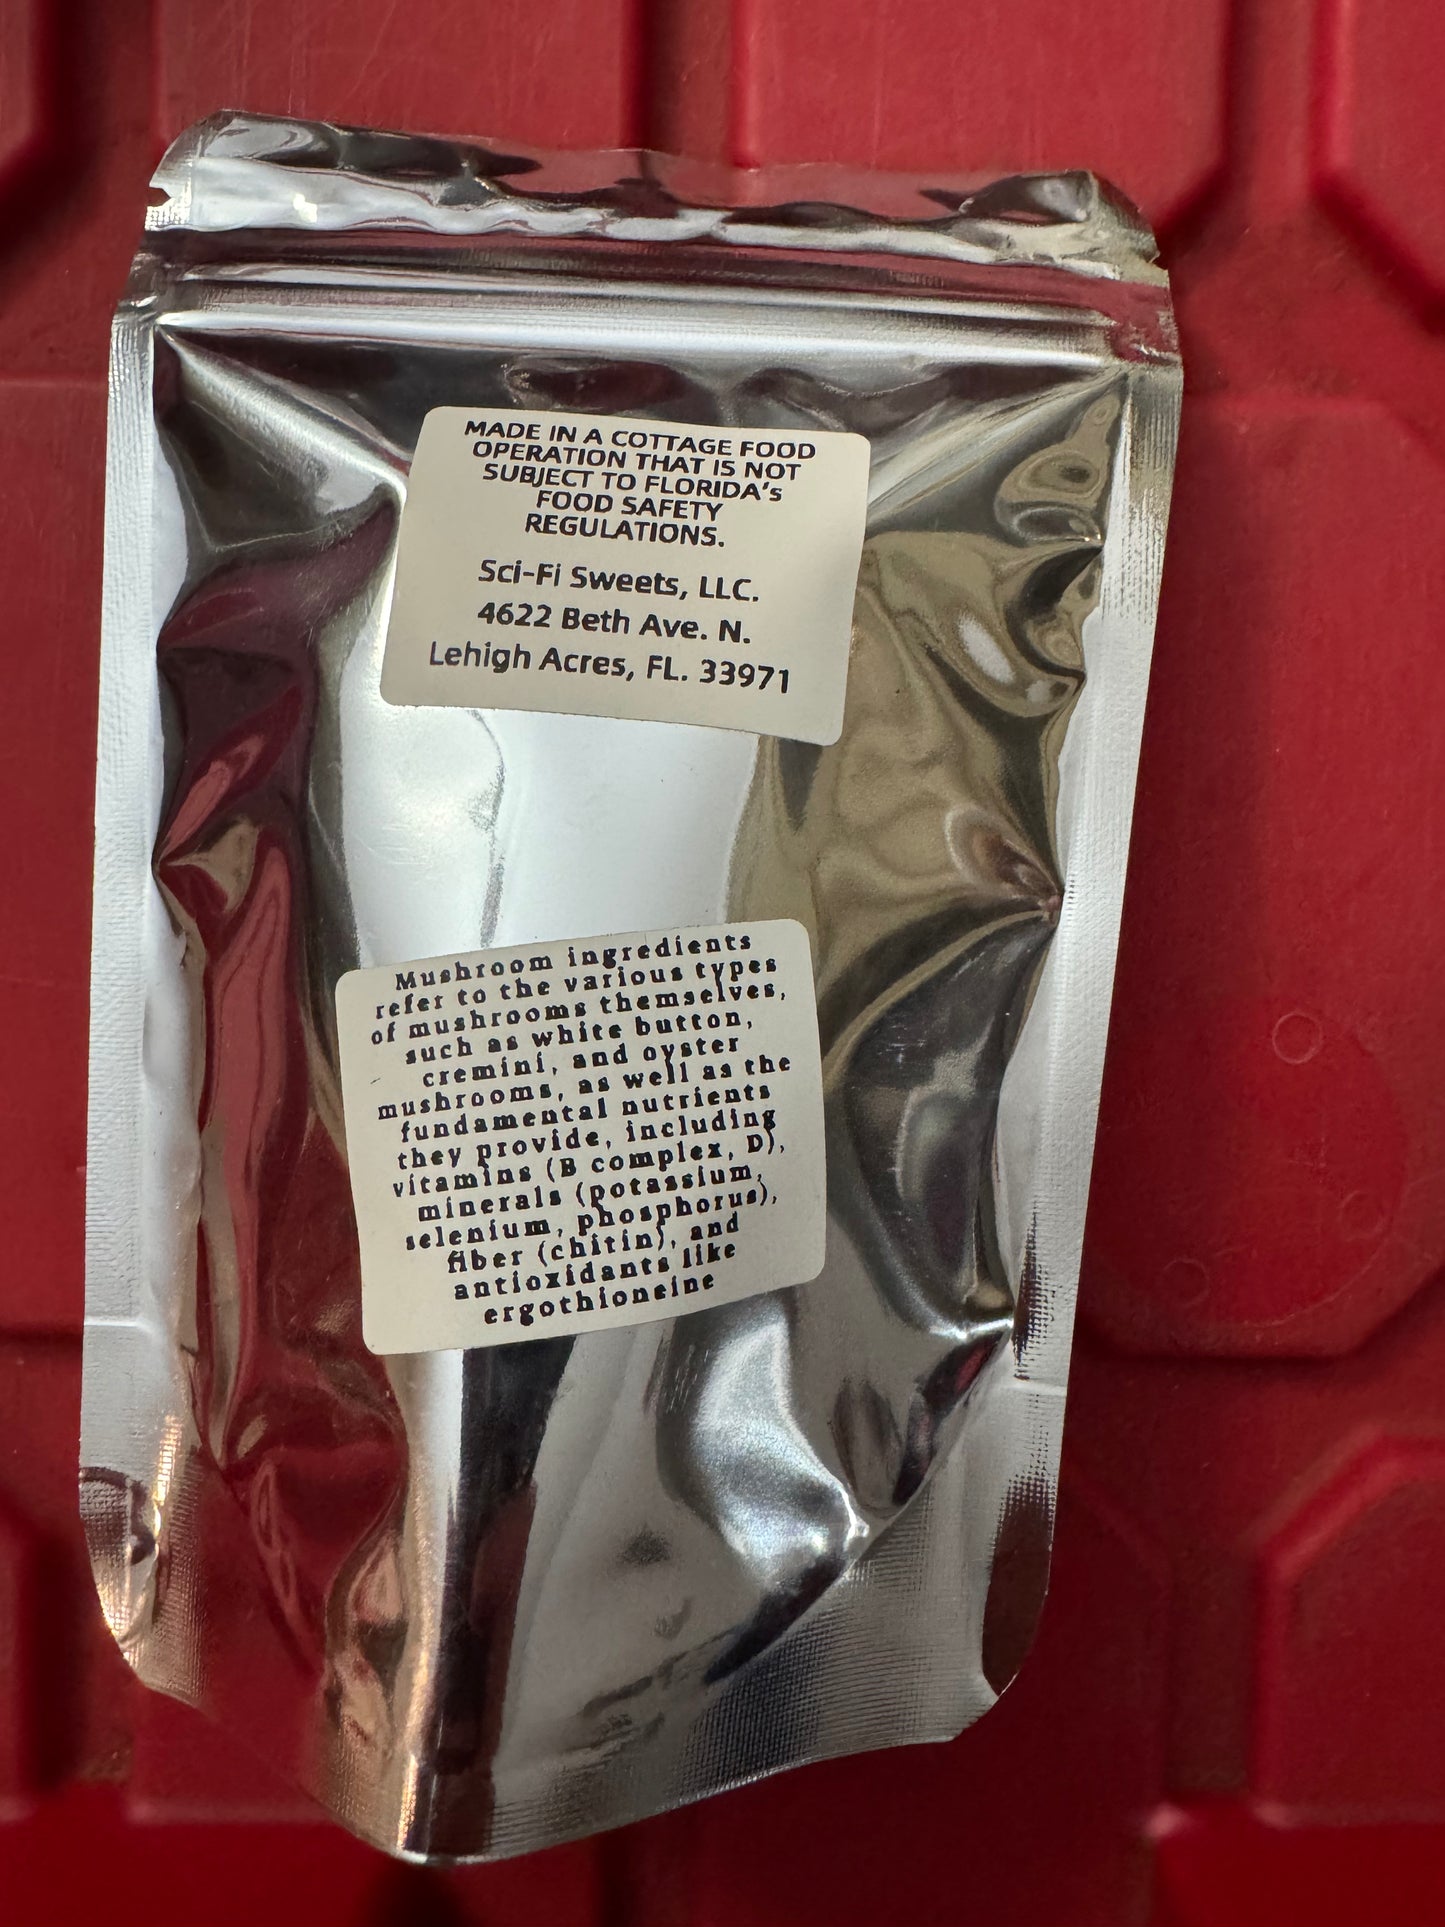 MADE IN A COTTAGE FOOD
OPERATION THAT IS NOT
SUBJECT TO FLORIDA's
FOOD SAFETY
REGULATIONS.
Sci-Fi Sweets, LLC.
4622 Beth Ave. N.
Lehigh Acres, FL. 33971
Mushroom ingredients
refer to the various types
of mushrooms themselves,
such as white button,
cremini, and oyster
mushrooms, as well as the
fundamental nutrients
they provide, including
vitamins (B complex, D),
minerals (potassium,
selenium, phosphorus),
fiber (chitin), and
antioxidants like
ergothioneine